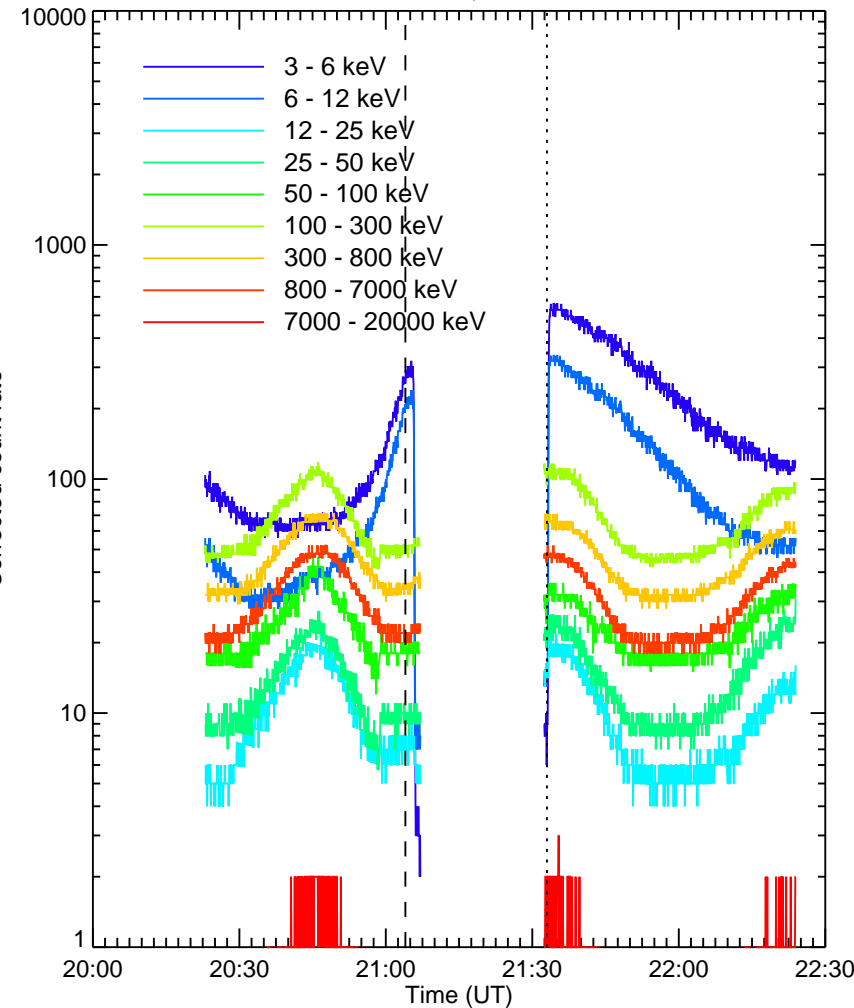 10000
1000
100
10
1
3 - 6 keV
6 - 12 keV
12 - 25 keV
25 - 50 keV
50 - 100 keV
100 - 300 keV
300 - 800 keV
800 - 7000 keV
7000 - 20000 keV
20:00 20:30 21:00 21:30 22:00 22:30
Time (UT)